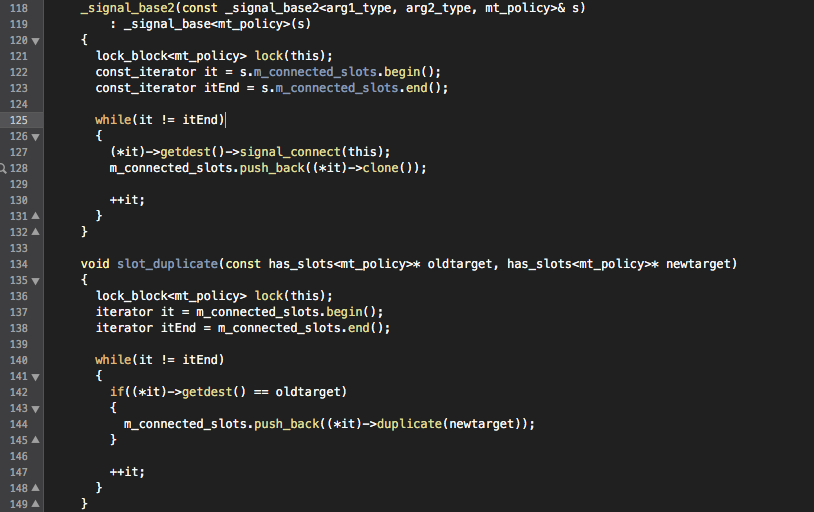 118 _signal_base2(const _signal_base2<arg1_type, arg2_type, mt_policy>& s)
119 : _signal_base<mt_policy>(s)
120 {
121 lock_block<mt_policy> lock(this);
122 const_iterator it = s.m_connected_slots.begin();
123 const_iterator itEnd = s.m_connected_slots.end();
124
125 while(it != itEnd)
126 {
127 (*it)->getdest()->signal_connect(this);
128 m_connected_slots.push_back((*it)->clone());
129
130 ++it;
131 }
132 }
133
134 void slot_duplicate(const has_slots<mt_policy>* oldtarget, has_slots<mt_policy>* newtarget)
135 {
136 lock_block<mt_policy> lock(this);
137 iterator it = m_connected_slots.begin();
138 iterator itEnd = m_connected_slots.end();
139
140 while(it != itEnd)
141 {
142 if((*it)->getdest() == oldtarget)
143 {
144 m_connected_slots.push_back((*it)->duplicate(newtarget));
145 }
146
147 ++it;
148 }
149 }